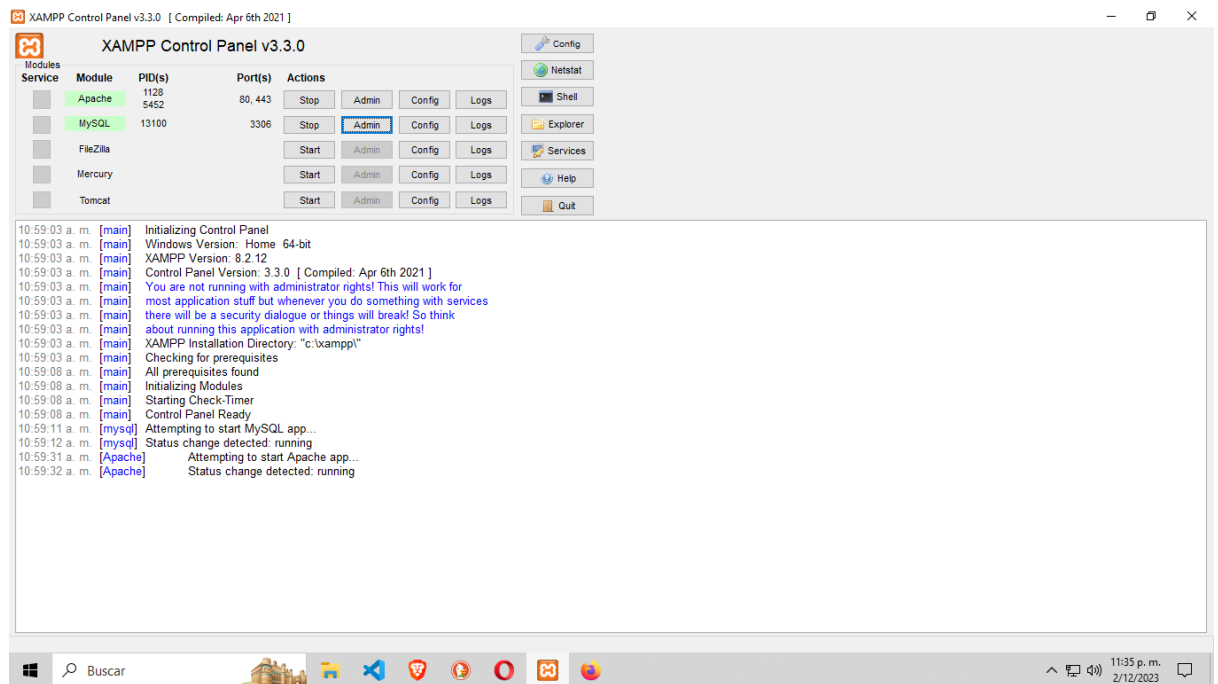 XAMPP Control Panel v3.3.0 [ Compiled: Apr 6th 2021 ]
XAMPP Control Panel v3.3.0
Config
Modules
Service Module PID(s) Port(s) Actions
Netstat
Apache 1128 5452 80, 443 Stop Admin Config Logs
Shell
MySQL 13100 3306 Stop Admin Config Logs
Explorer
FileZilla Start Admin Config Logs
Services
Mercury Start Admin Config Logs
Help
Tomcat Start Admin Config Logs
Quit
10:59:03 a. m. [main] Initializing Control Panel
10:59:03 a. m. [main] Windows Version: Home 64-bit
10:59:03 a. m. [main] XAMPP Version: 8.2.12
10:59:03 a. m. [main] Control Panel Version: 3.3.0 [ Compiled: Apr 6th 2021 ]
10:59:03 a. m. [main] You are not running with administrator rights! This will work for
10:59:03 a. m. [main] most application stuff but whenever you do something with services
10:59:03 a. m. [main] there will be a security dialogue or things will break! So think
10:59:03 a. m. [main] about running this application with administrator rights!
10:59:03 a. m. [main] XAMPP Installation Directory: "c:\xampp\"
10:59:03 a. m. [main] Checking for prerequisites
10:59:08 a. m. [main] All prerequisites found
10:59:08 a. m. [main] Initializing Modules
10:59:08 a. m. [main] Starting Check-Timer
10:59:08 a. m. [main] Control Panel Ready
10:59:11 a. m. [mysql] Attempting to start MySQL app...
10:59:12 a. m. [mysql] Status change detected: running
10:59:31 a. m. [Apache] Attempting to start Apache app...
10:59:32 a. m. [Apache] Status change detected: running
Buscar
11:35 p. m.
2/12/2023